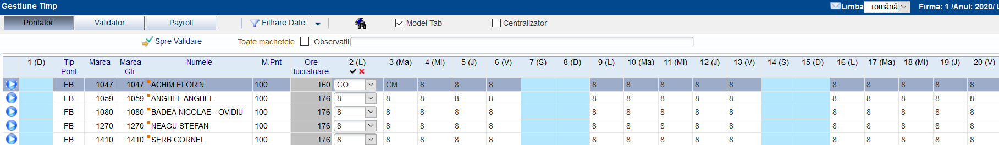 Gestiune Timp Limba română Firma: 1 /Anul: 2020/ L
Pontator Validator Payroll Filtrare Date Model Tab Centralizator
Spre Validare Toate machetele Observatii
1 (D) Tip Pont Marca Marca Ctr. Numele M.Pnt Ore lucratoare 2 (L) 3 (Ma) 4 (Mi) 5 (J) 6 (V) 7 (S) 8 (D) 9 (L) 10 (Ma) 11 (Mi) 12 (J) 13 (V) 14 (S) 15 (D) 16 (L) 17 (Ma) 18 (Mi) 19 (J) 20 (V)
FB 1047 1047 ACHIM FLORIN 100 160 CO CM 8 8 8 8 8 8 8 8 8 8 8 8 8
FB 1059 1059 ANGHEL ANGHEL 100 176 8 8 8 8 8 8 8 8 8 8 8 8 8 8 8
FB 1080 1080 BADEA NICOLAE - OVIDIU 100 176 8 8 8 8 8 8 8 8 8 8 8 8 8 8 8
FB 1270 1270 NEAGU STEFAN 100 176 8 8 8 8 8 8 8 8 8 8 8 8 8 8 8
FB 1410 1410 SERB CORNEL 100 176 8 8 8 8 8 8 8 8 8 8 8 8 8 8 8